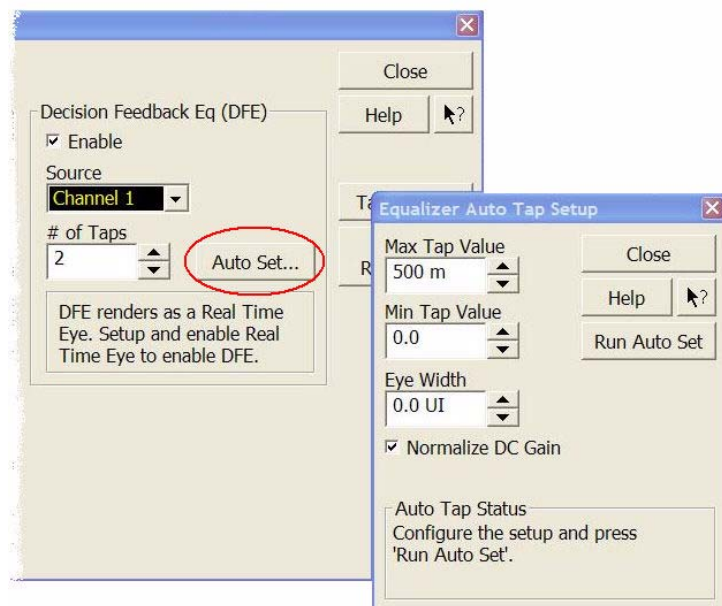 Close
Decision Feedback Eq (DFE)
Help
?
Enable
Source
Channel 1
# of Taps
2
Auto Set...
DFE renders as a Real Time
Eye. Setup and enable Real
Time Eye to enable DFE.
Equalizer Auto Tap Setup
Max Tap Value
500 m
Close
Help
?
Min Tap Value
0.0
Run Auto Set
Eye Width
0.0 UI
Normalize DC Gain
Auto Tap Status
Configure the setup and press
'Run Auto Set'.